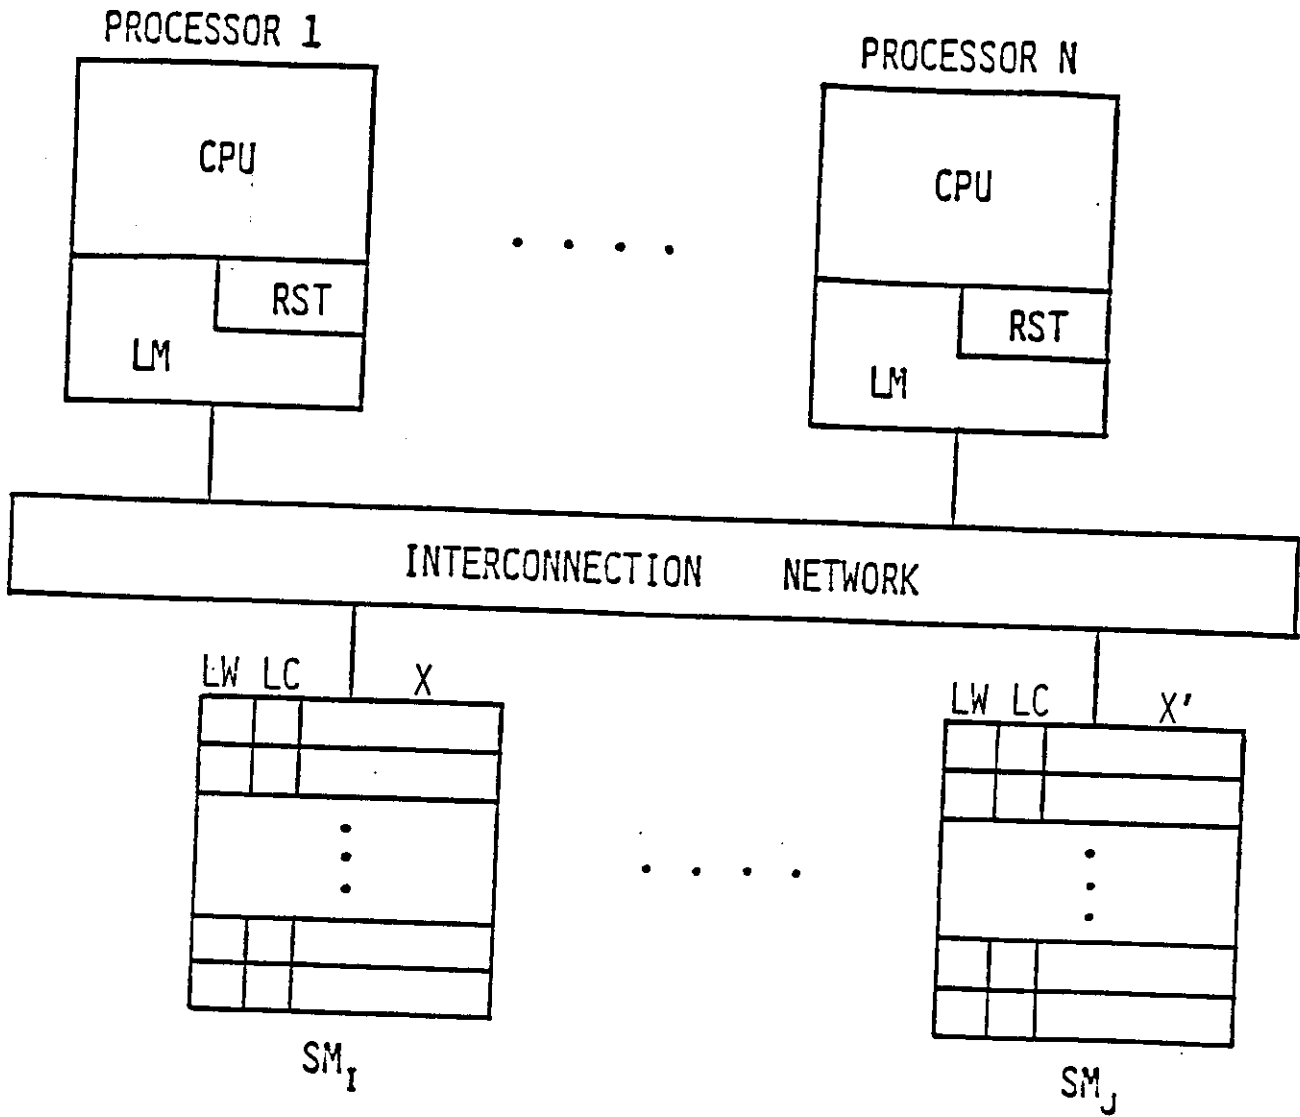 PROCESSOR 1
PROCESSOR N
CPU
CPU
RST
RST
LM
LM
INTERCONNECTION NETWORK
LW LC X
LW LC X'
SM_I
SM_J